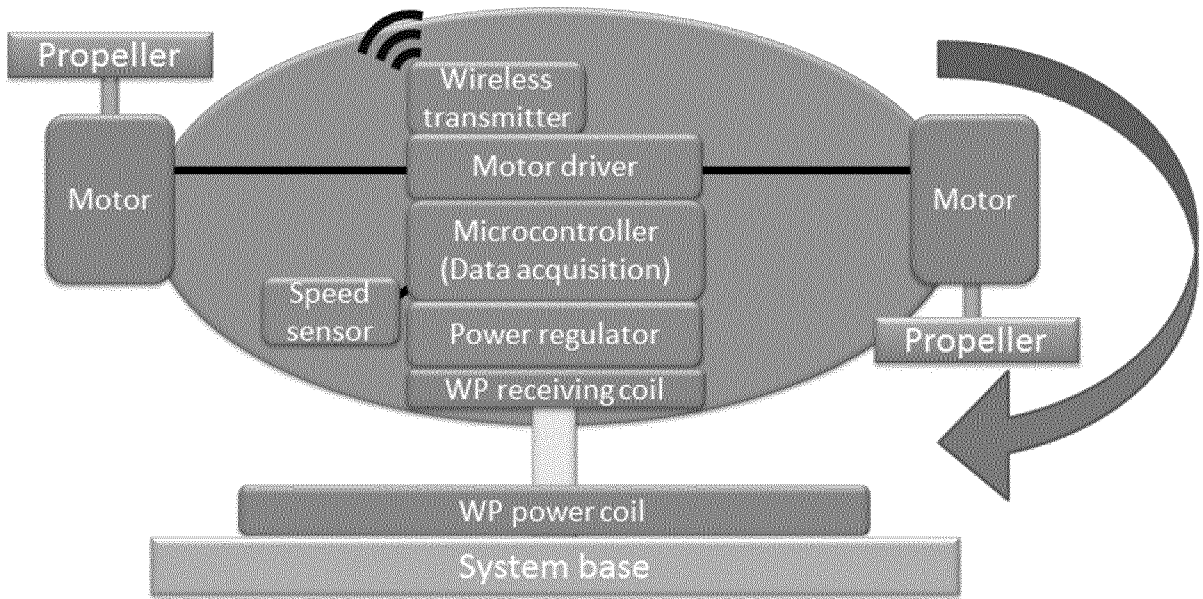 Propeller
Wireless
transmitter
Motor driver
Motor
Motor
Microcontroller
(Data acquisition)
Speed
sensor
Power regulator
Propeller
WP receiving coil
WP power coil
System base